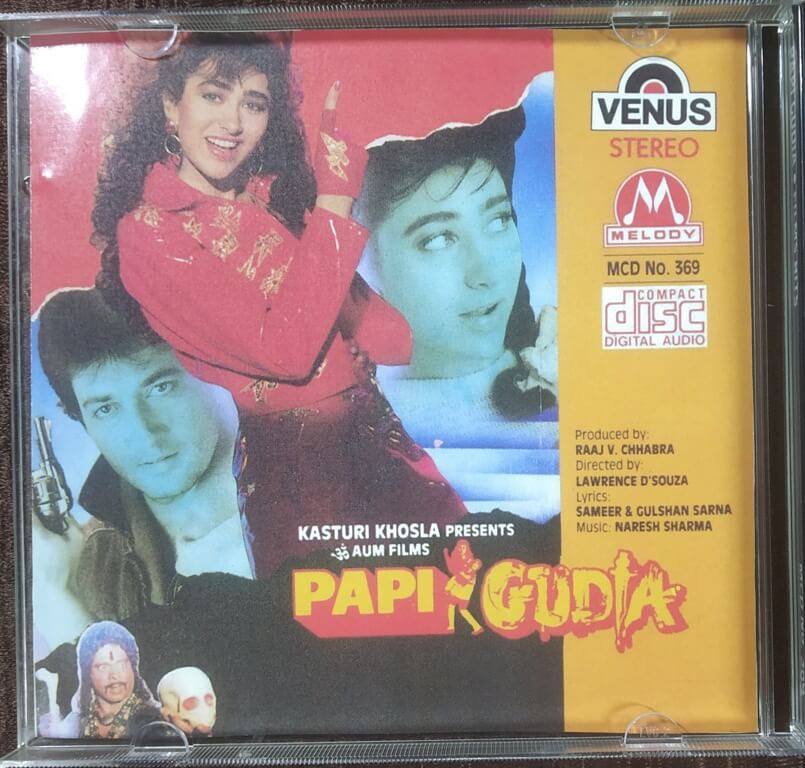 VENUS
STEREO
MELODY
MCD No. 369
COMPACT
disc
DIGITAL AUDIO
Produced by:
RAAJ V. CHHABRA
Directed by:
LAWRENCE D'SOUZA
Lyrics:
SAMEER & GULSHAN SARNA
Music: NARESH SHARMA
KASTURI KHOSLA PRESENTS
ॐ AUM FILMS
PAPI GUDIA